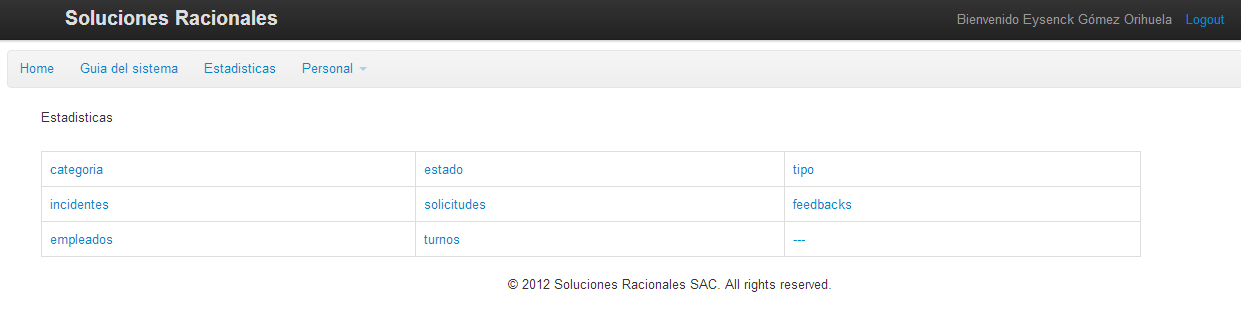 Soluciones Racionales
Bienvenido Eysenck Gómez Orihuela Logout
Home Guia del sistema Estadisticas Personal
Estadisticas
categoria estado tipo
incidentes solicitudes feedbacks
empleados turnos ---
© 2012 Soluciones Racionales SAC. All rights reserved.